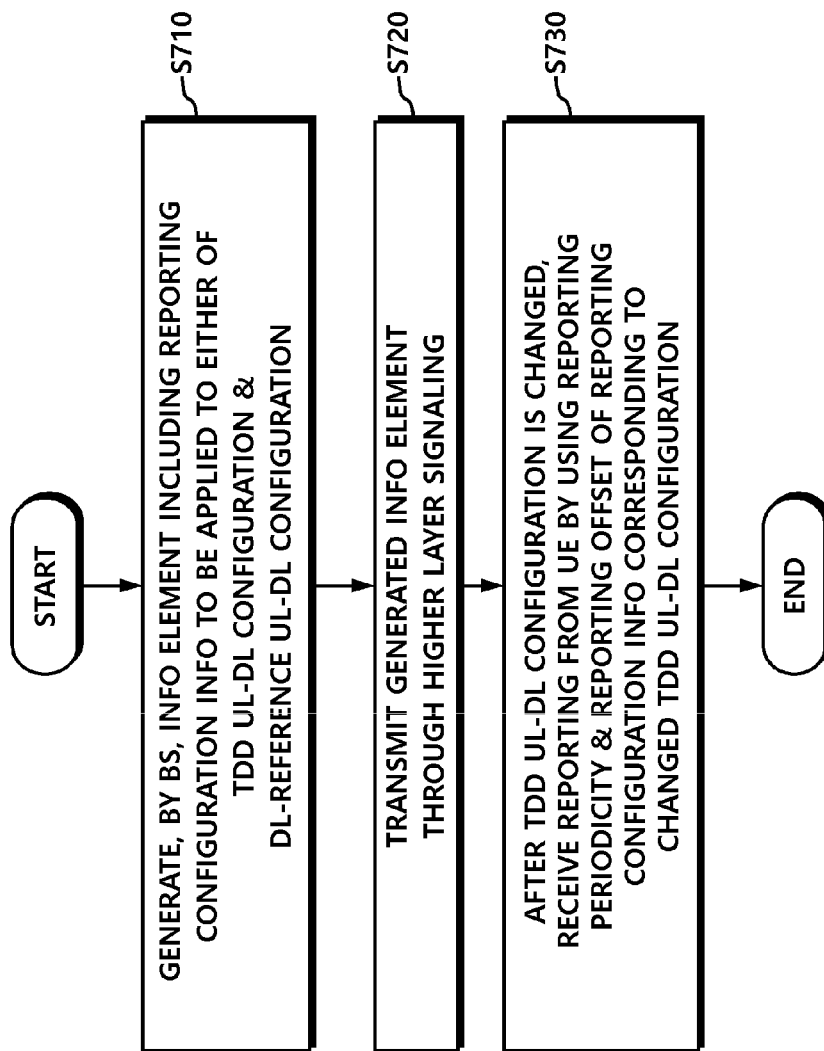 START
GENERATE, BY BS, INFO ELEMENT INCLUDING REPORTING
CONFIGURATION INFO TO BE APPLIED TO EITHER OF
TDD UL-DL CONFIGURATION &
DL-REFERENCE UL-DL CONFIGURATION
S710
TRANSMIT GENERATED INFO ELEMENT
THROUGH HIGHER LAYER SIGNALING
S720
AFTER TDD UL-DL CONFIGURATION IS CHANGED,
RECEIVE REPORTING FROM UE BY USING REPORTING
PERIODICITY & REPORTING OFFSET OF REPORTING
CONFIGURATION INFO CORRESPONDING TO
CHANGED TDD UL-DL CONFIGURATION
S730
END